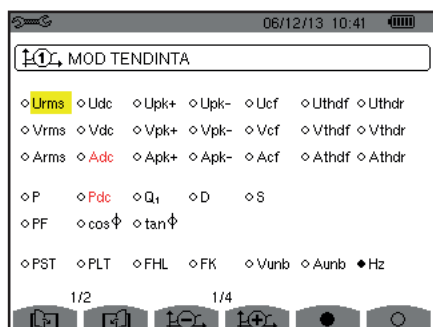 06/12/13 10:41
1 MOD TENDINTA
Urms Udc Upk+ Upk- Ucf Uthdf Uthdr
Vrms Vdc Vpk+ Vpk- Vcf Vthdf Vthdr
Arms Adc Apk+ Apk- Acf Athdf Athdr
P Pdc Q₁ D S
PF cosΦ tanΦ
PST PLT FHL FK Vunb Aunb Hz
1/2 1/4